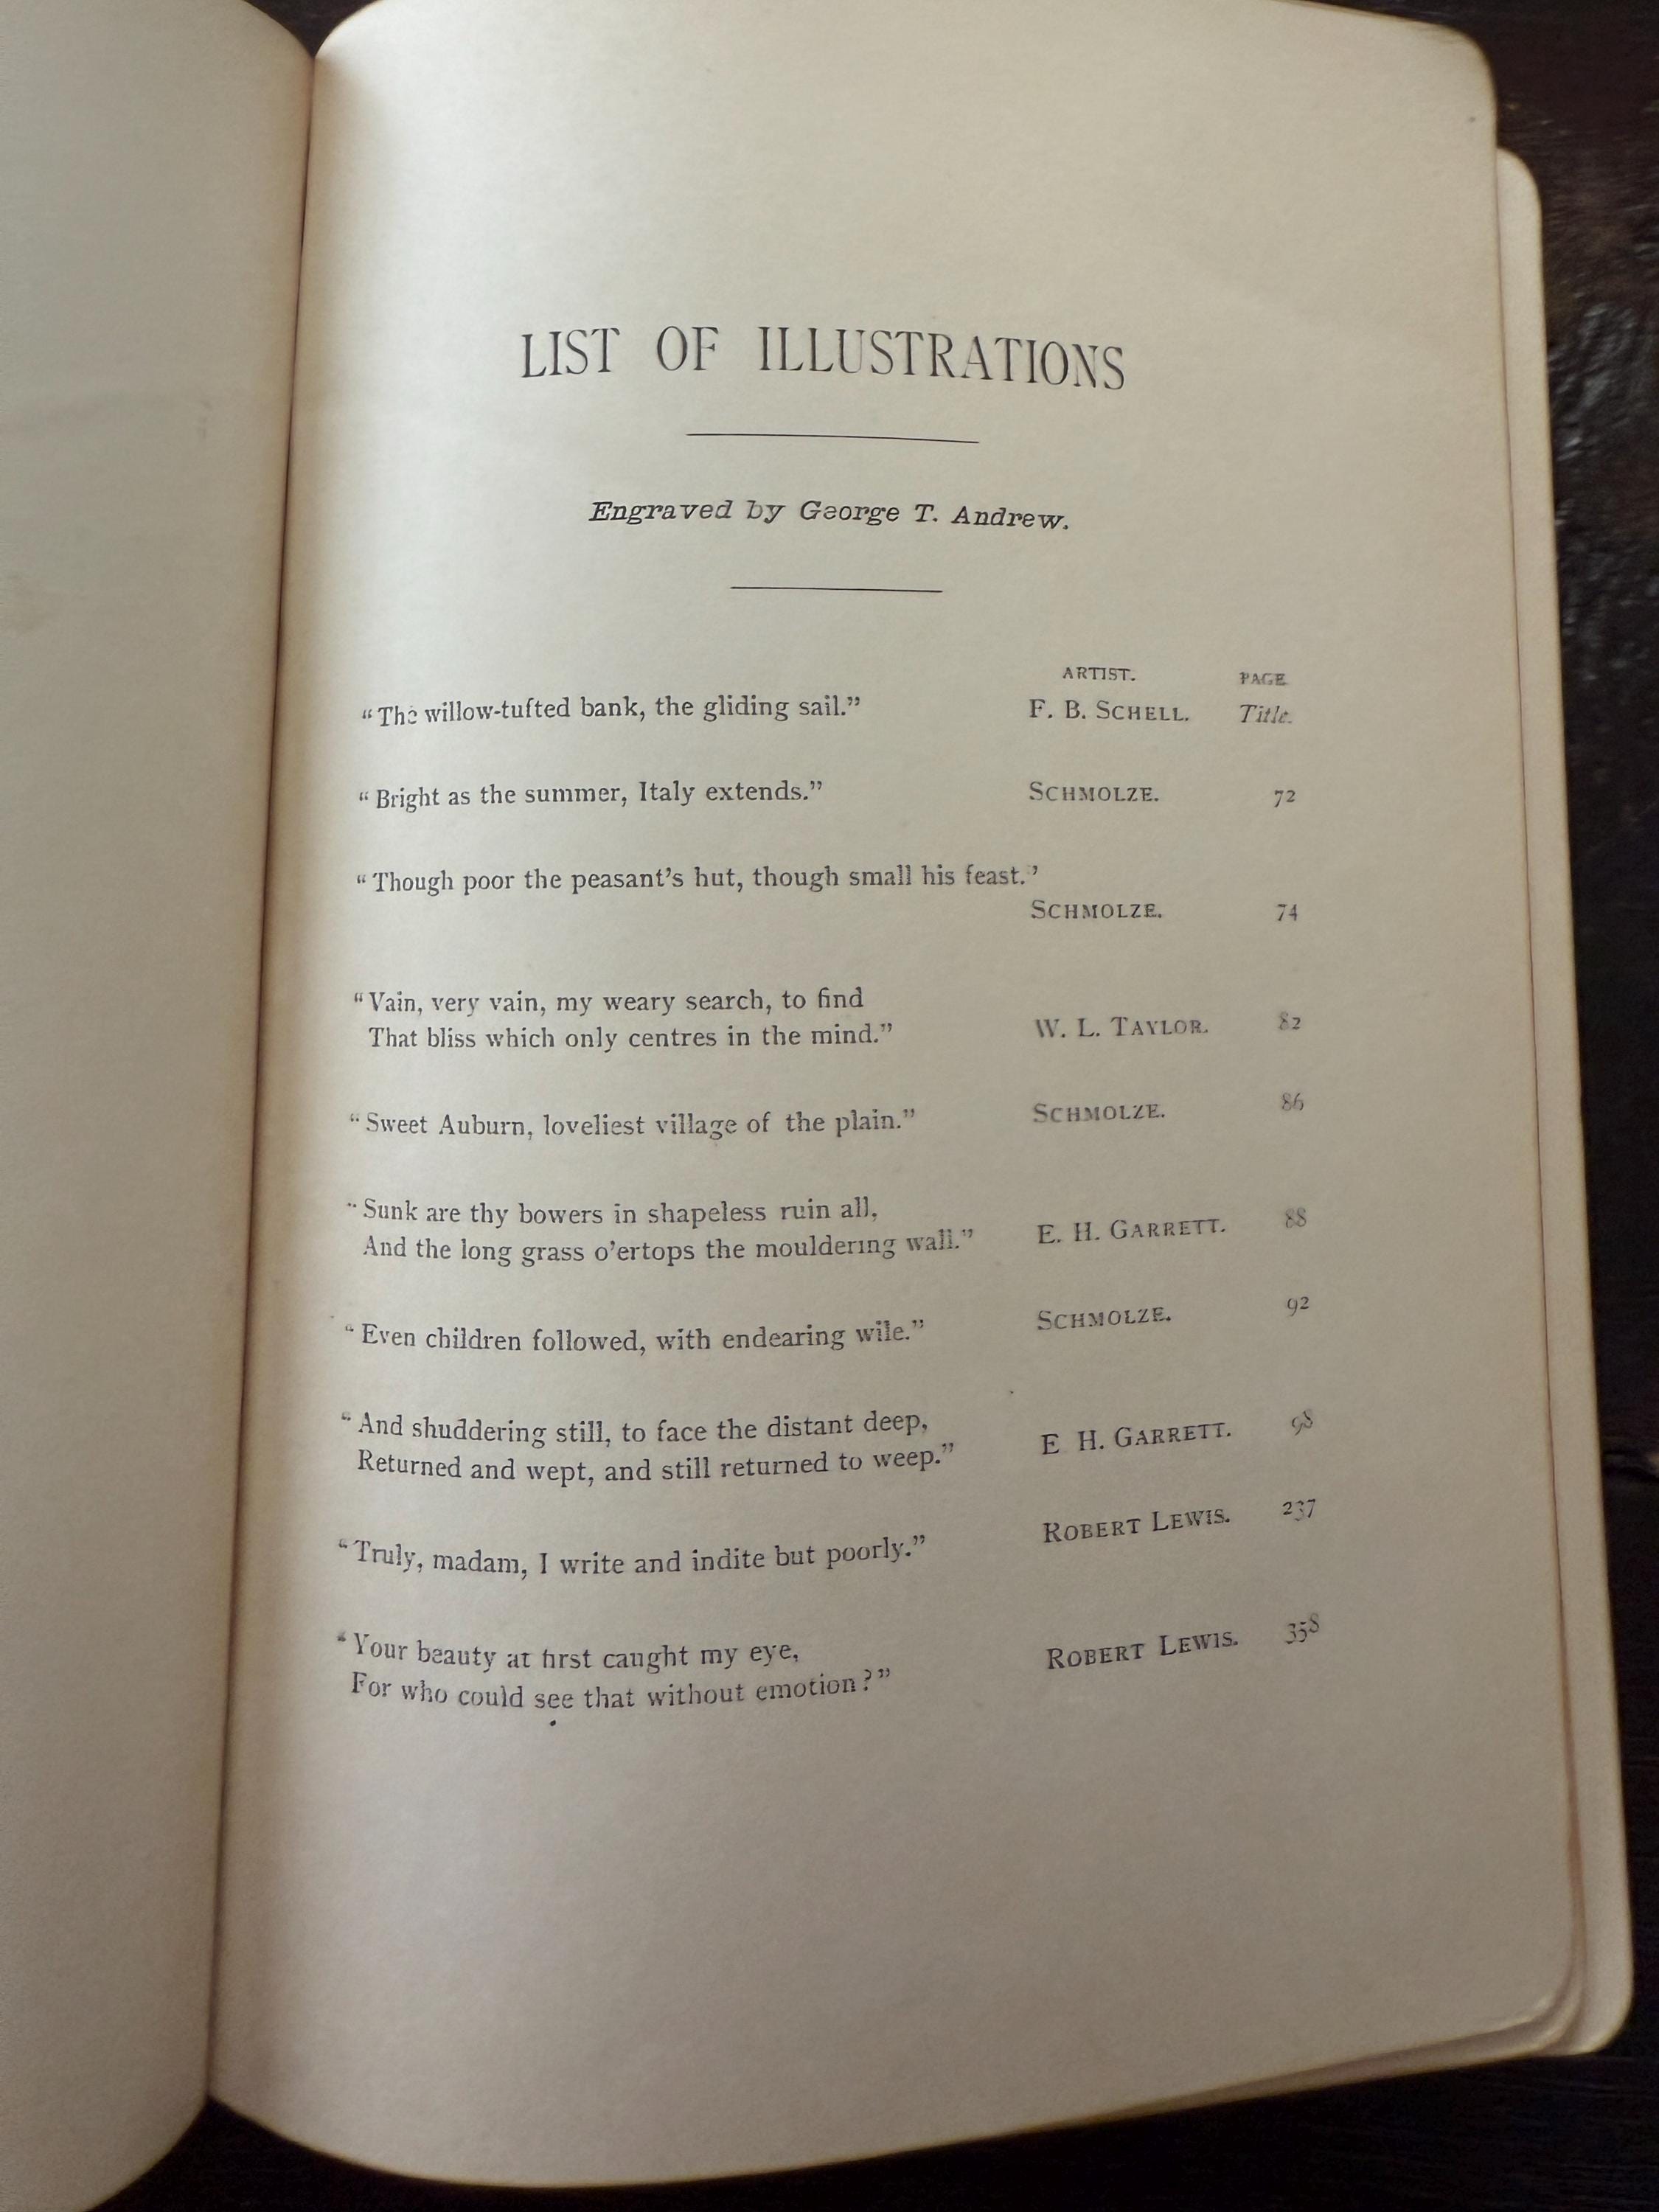 LIST OF ILLUSTRATIONS
Engraved by George T. Andrew.
ARTIST. PAGE
“The willow-tufted bank, the gliding sail.” F. B. SCHELL. Title.
“Bright as the summer, Italy extends.” SCHMOLZE. 72
“Though poor the peasant’s hut, though small his feast.’
SCHMOLZE. 74
“Vain, very vain, my weary search, to find
That bliss which only centres in the mind.” W. L. TAYLOR. 82
“Sweet Auburn, loveliest village of the plain.” SCHMOLZE. 86
“Sunk are thy bowers in shapeless ruin all,
And the long grass o’ertops the mouldering wall.” E. H. GARRETT. 88
“Even children followed, with endearing wile.” SCHMOLZE. 92
“And shuddering still, to face the distant deep,
Returned and wept, and still returned to weep.” E H. GARRETT. 98
“Truly, madam, I write and indite but poorly.” ROBERT LEWIS. 237
“Your beauty at first caught my eye,
For who could see that without emotion?” ROBERT LEWIS. 358